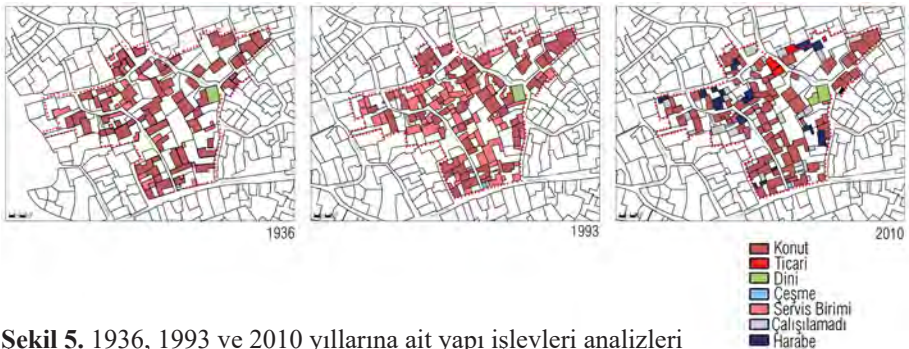 1936
1993
2010
Konut
Ticari
Dini
Çeşme
Servis Birimi
Çalışılamadı
Harabe
Şekil 5. 1936, 1993 ve 2010 yıllarına ait yapı işlevleri analizleri